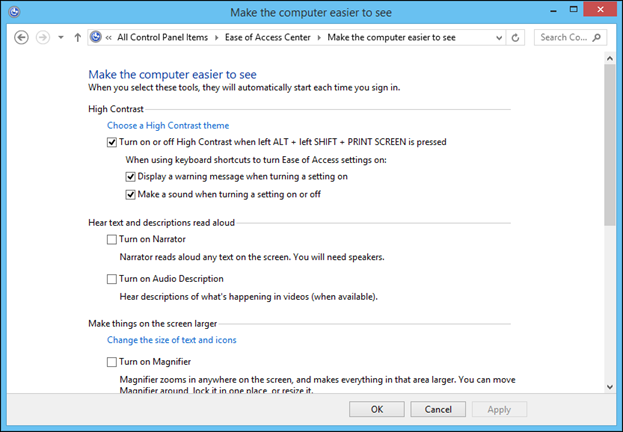 Make the computer easier to see
« All Control Panel Items Ease of Access Center Make the computer easier to see Search Co...
Make the computer easier to see
When you select these tools, they will automatically start each time you sign in.
High Contrast
Choose a High Contrast theme
Turn on or off High Contrast when left ALT + left SHIFT + PRINT SCREEN is pressed
When using keyboard shortcuts to turn Ease of Access settings on:
Display a warning message when turning a setting on
Make a sound when turning a setting on or off
Hear text and descriptions read aloud
Turn on Narrator
Narrator reads aloud any text on the screen. You will need speakers.
Turn on Audio Description
Hear descriptions of what's happening in videos (when available).
Make things on the screen larger
Change the size of text and icons
Turn on Magnifier
Magnifier zooms in anywhere on the screen, and makes everything in that area larger. You can move
Magnifier around, lock it in one place, or resize it.
OK Cancel Apply